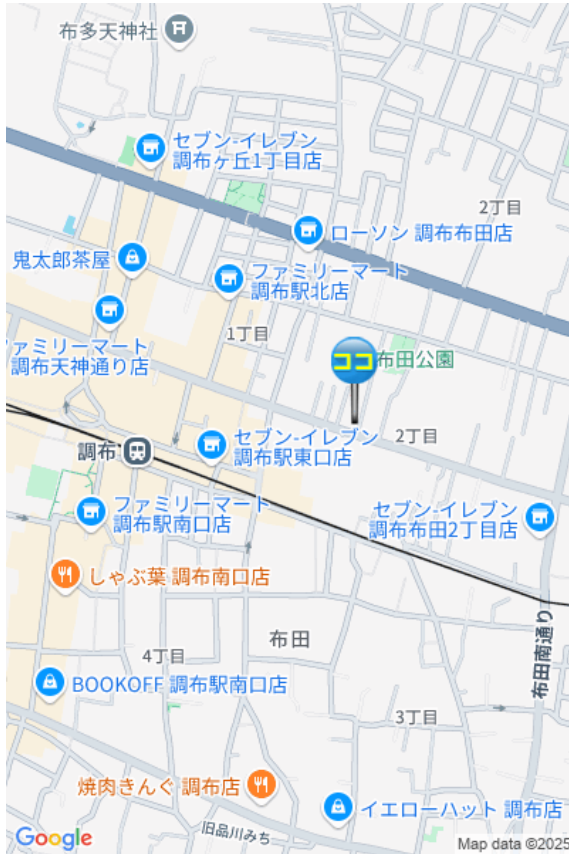 布多天神社
セブン-イレブン
調布ヶ丘1丁目店
2丁目
ローソン 調布布田店
鬼太郎茶屋
ファミリーマート
調布駅北店
ァミリーマート
調布天神通り店
1丁目
ココ
布田公園
2丁目
セブン-イレブン
調布駅東口店
調布
セブン-イレブン
調布布田2丁目店
ファミリーマート
調布駅南口店
しゃぶ葉 調布南口店
布田
布田南通り
4丁目
BOOKOFF 調布駅南口店
3丁目
焼肉きんぐ 調布店
イエローハット 調布店
旧品川みち
Google
Map data ©2025